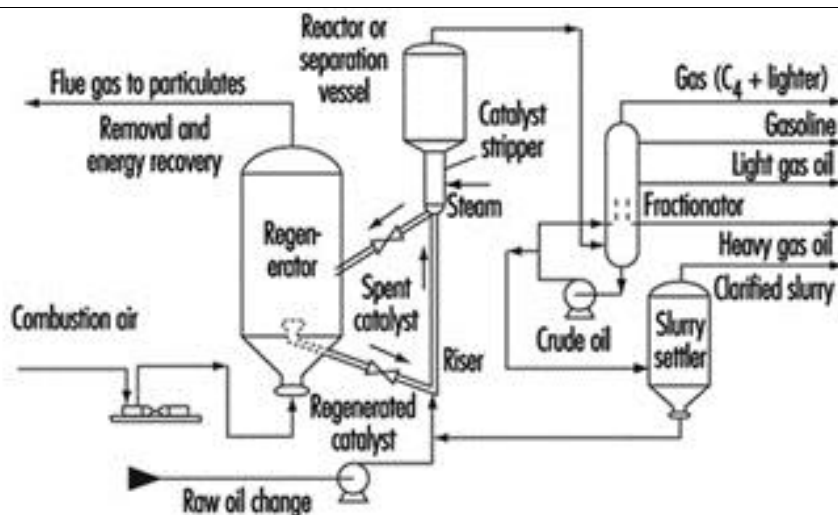 Reactor or
separation
vessel
Flue gas to particulates
Removal and
energy recovery
Catalyst
stripper
Steam
Regen-
erator
Spent
catalyst
Combustion air
Riser
Regenerated
catalyst
Raw oil change
Gas (C4 + lighter)
Gasoline
Light gas oil
Fractionator
Heavy gas oil
Clarified slurry
Crude oil
Slurry
settler